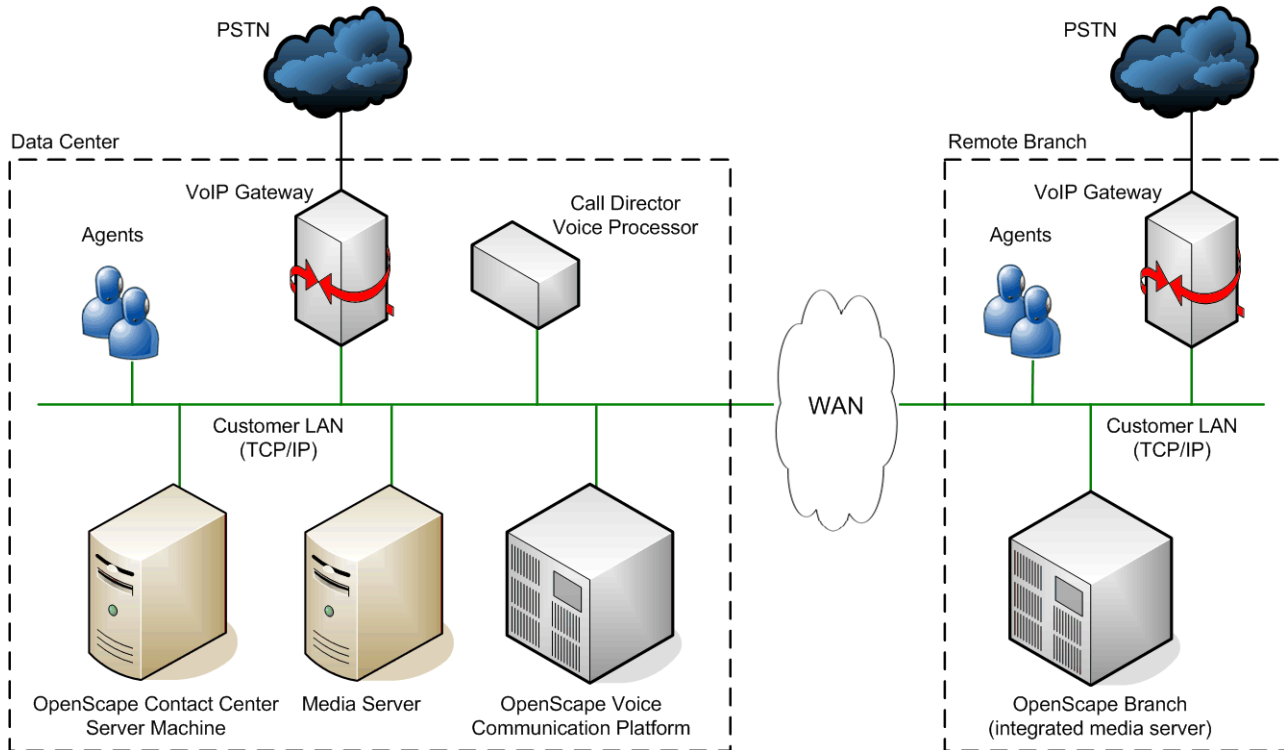 PSTN
PSTN
Data Center
Remote Branch
VoIP Gateway
Call Director
Voice Processor
Agents
VoIP Gateway
Agents
WAN
Customer LAN
(TCP/IP)
Customer LAN
(TCP/IP)
OpenScape Contact Center
Server Machine
Media Server
OpenScape Voice
Communication Platform
OpenScape Branch
(integrated media server)